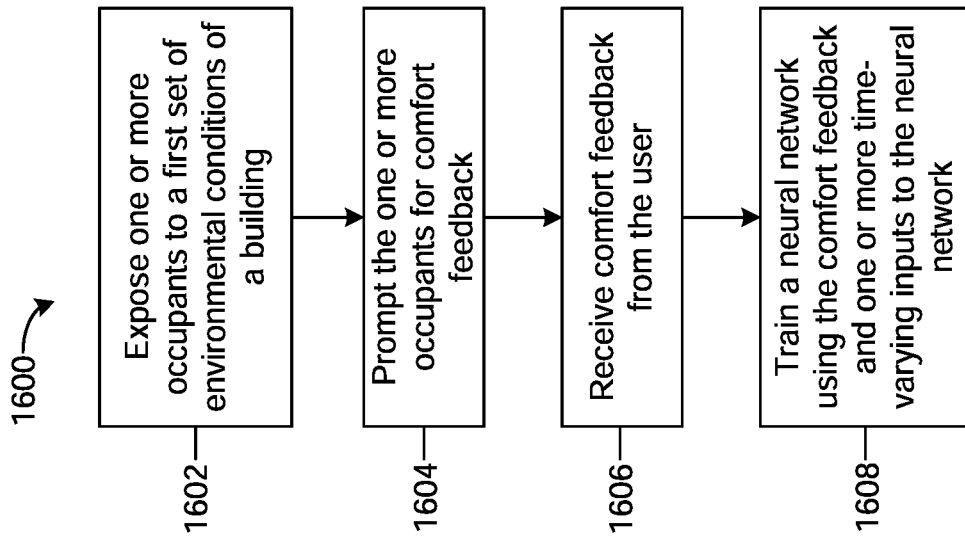 1600
1602
Expose one or more
occupants to a first set of
environmental conditions of
a building
1604
Prompt the one or more
occupants for comfort
feedback
1606
Receive comfort feedback
from the user
1608
Train a neural network
using the comfort feedback
and one or more time-
varying inputs to the neural
network